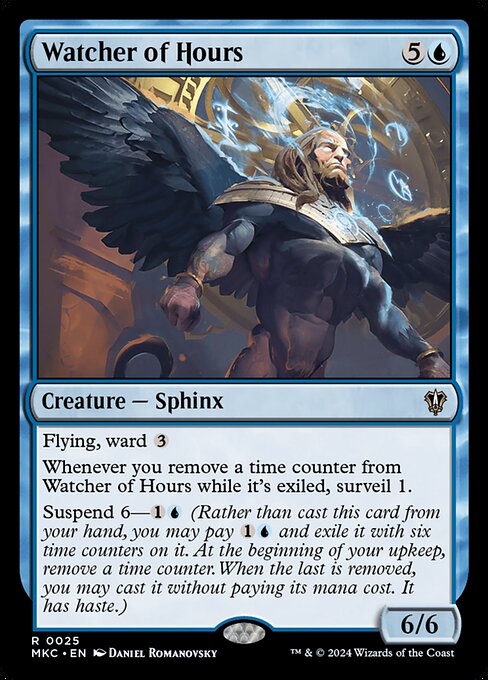 Watcher of Hours 5
Creature — Sphinx
Flying, ward 3
Whenever you remove a time counter from
Watcher of Hours while it's exiled, surveil 1.
Suspend 6—1 (Rather than cast this card from
your hand, you may pay 1 and exile it with six
time counters on it. At the beginning of your upkeep,
remove a time counter. When the last is removed,
you may cast it without paying its mana cost. It
has haste.)
6/6
R 0025
MKC • EN Daniel Romanovsky
™ & © 2024 Wizards of the Coast